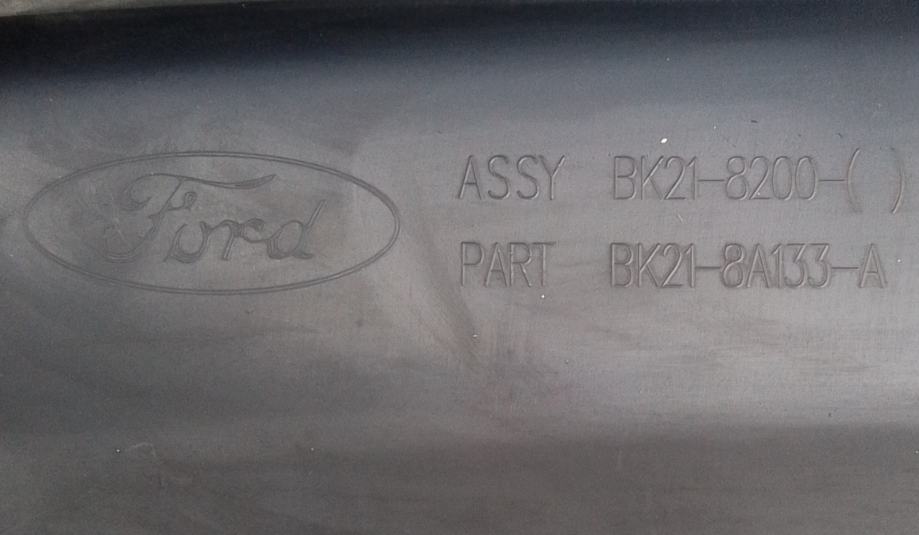 Ford
ASSY BK21-8200-( )
PART BK21-8A133-A